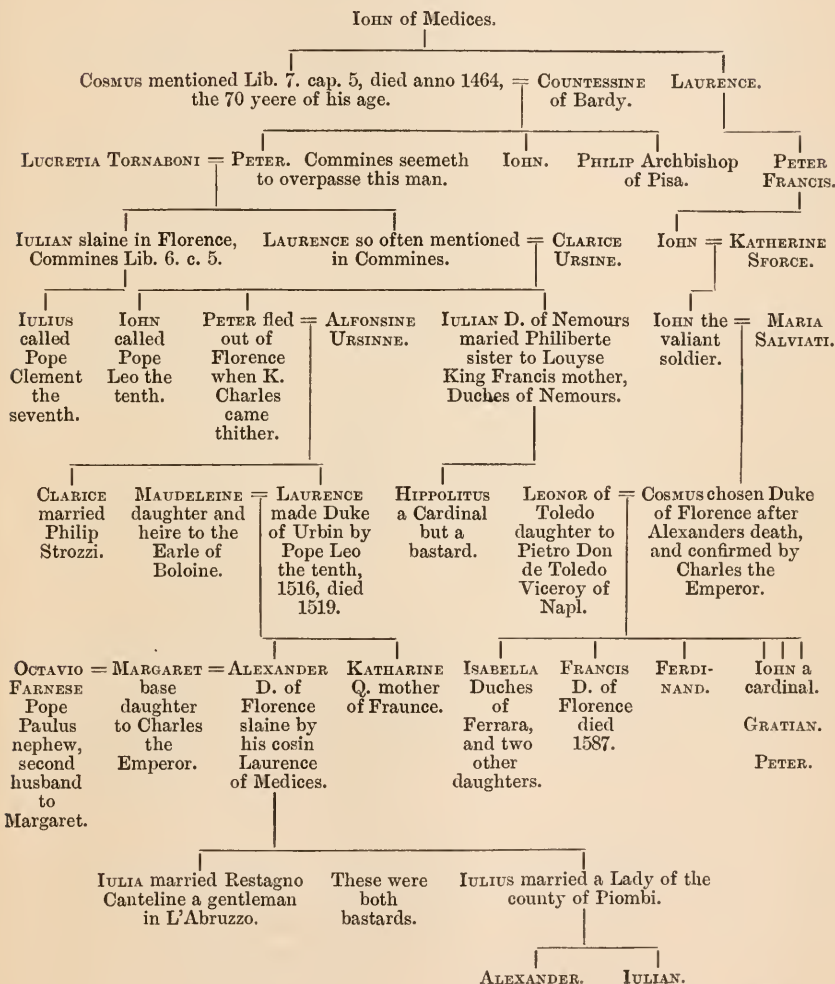 IOHN of Medices.
COSMUS mentioned Lib. 7. cap. 5, died anno 1464, = COUNTESSINE LAURENCE.
the 70 yeere of his age. of Bardy.
LUCRETIA TORNABONI = PETER. Commines seemeth IOHN. PHILIP Archbishop PETER
to overpasse this man. of Pisa. FRANCIS.
IULIAN slaine in Florence, LAURENCE so often mentioned = CLARICE IOHN = KATHERINE
Commines Lib. 6. c. 5. in Commines. URSINE. SFORCE.
IULIUS
called
Pope
Clement
the
seventh.
IOHN
called
Pope
Leo the
tenth.
PETER fled =
out of
Florence
when K.
Charles
came
thither.
ALFONSINE
URSINNE.
IULIAN D. of Nemours
maried Philiberte
sister to Louyse
King Francis mother,
Duches of Nemours.
IOHN the =
valiant
soldier.
MARIA
SALVIATI.
CLARICE
married
Philip
Strozzi.
MAUDELEINE =
daughter and
heire to the
Earle of
Boloine.
LAURENCE
made Duke
of Urbin by
Pope Leo
the tenth,
1516, died
1519.
HIPPOLITUS
a Cardinal
but a
bastard.
LEONOR of =
Toledo
daughter to
Pietro Don
de Toledo
Viceroy of
Napl.
COSMUS chosen Duke
of Florence after
Alexanders death,
and confirmed by
Charles the
Emperor.
OCTAVIO =
FARNESE
Pope
Paulus
nephew,
second
husband
to
Margaret.
MARGARET =
base
daughter
to Charles
the
Emperor.
ALEXANDER
D. of
Florence
slaine by
his cosin
Laurence
of Medices.
KATHARINE
Q. mother
of Fraunce.
ISABELLA
Duches
of
Ferrara,
and two
other
daughters.
FRANCIS
D. of
Florence
died
1587.
FERDI-
NAND.
IOHN a
cardinal.
GRATIAN.
PETER.
IULIA married Restagno
Canteline a gentleman
in L'Abruzzo.
These were
both
bastards.
IULIUS married a Lady of the
county of Piombi.
ALEXANDER. IULIAN.